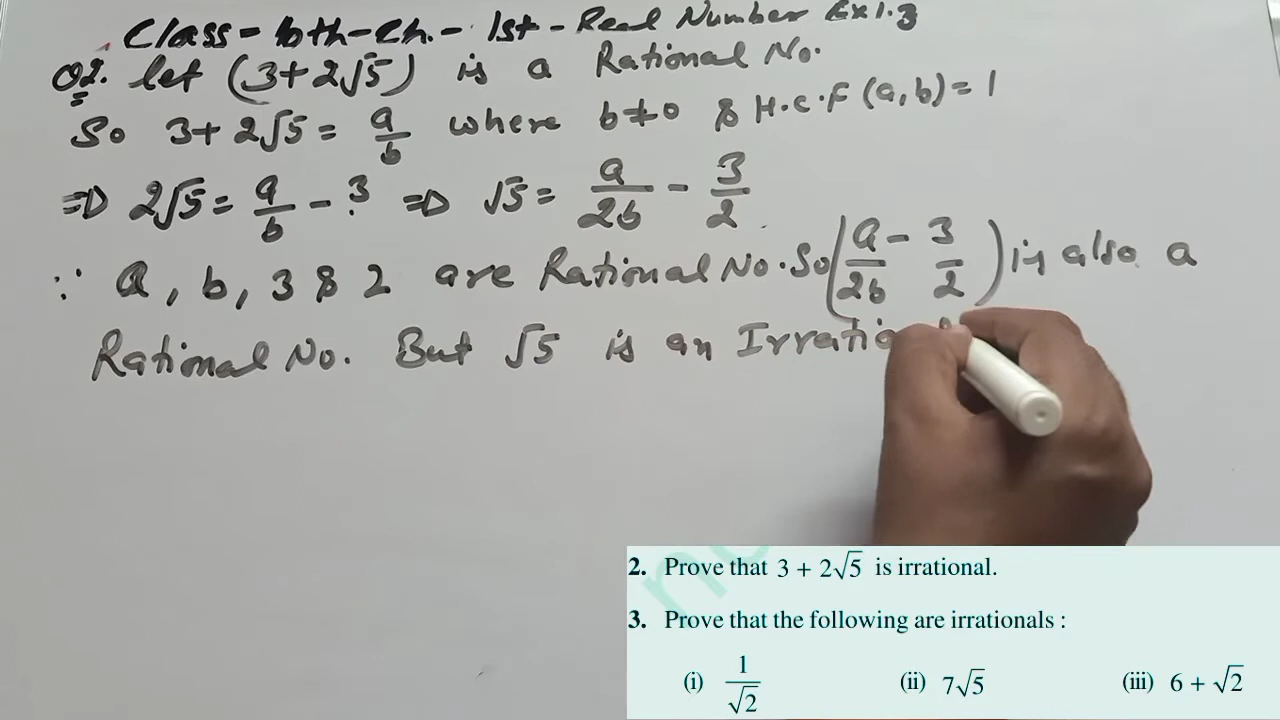 Class - 10th - Ch. - 1st - Real Number Ex 1.3
Q2. let (3+2√5) is a Rational No.
So 3+2√5 = a/b where b≠0 & H.C.F (a,b) = 1
⇒ 2√5 = a/b - 3 ⇒ √5 = a/2b - 3/2
∵ a, b, 3 & 2 are Rational No. So (a/2b - 3/2) is also a
Rational No. But √5 is an
2. Prove that 3 + 2√5 is irrational.
3. Prove that the following are irrationals :
(i) 1/√2 (ii) 7√5 (iii) 6 + √2